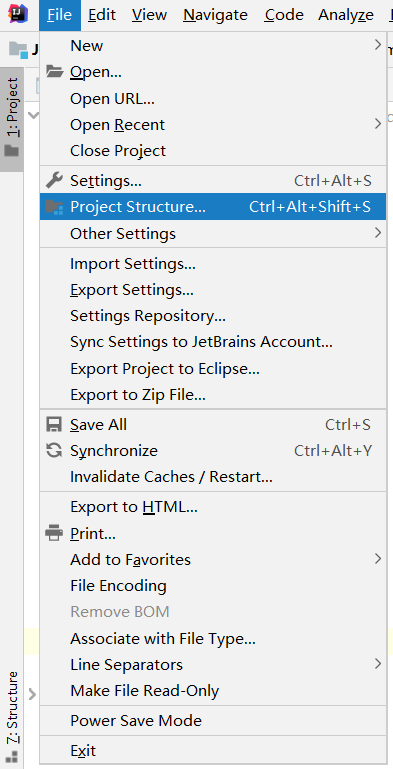 File Edit View Navigate Code Analyze
J
1: Project
New
Open...
Open URL...
Open Recent
Close Project
Settings... Ctrl+Alt+S
Project Structure... Ctrl+Alt+Shift+S
Other Settings
Import Settings...
Export Settings...
Settings Repository...
Sync Settings to JetBrains Account...
Export Project to Eclipse...
Export to Zip File...
Save All Ctrl+S
Synchronize Ctrl+Alt+Y
Invalidate Caches / Restart...
Export to HTML...
Print...
Add to Favorites
File Encoding
Remove BOM
Associate with File Type...
Line Separators
Make File Read-Only
Power Save Mode
Exit
7: Structure